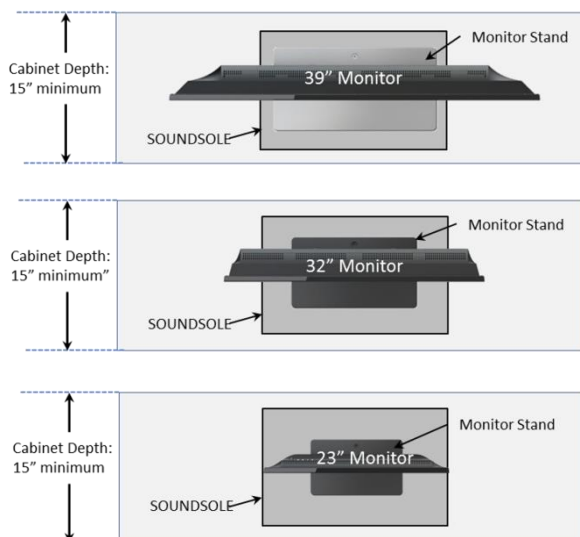 Monitor Stand
Cabinet Depth:
15” minimum
39” Monitor
SOUNDSOLE
Monitor Stand
Cabinet Depth:
15” minimum”
32” Monitor
SOUNDSOLE
Monitor Stand
Cabinet Depth:
15” minimum
23” Monitor
SOUNDSOLE